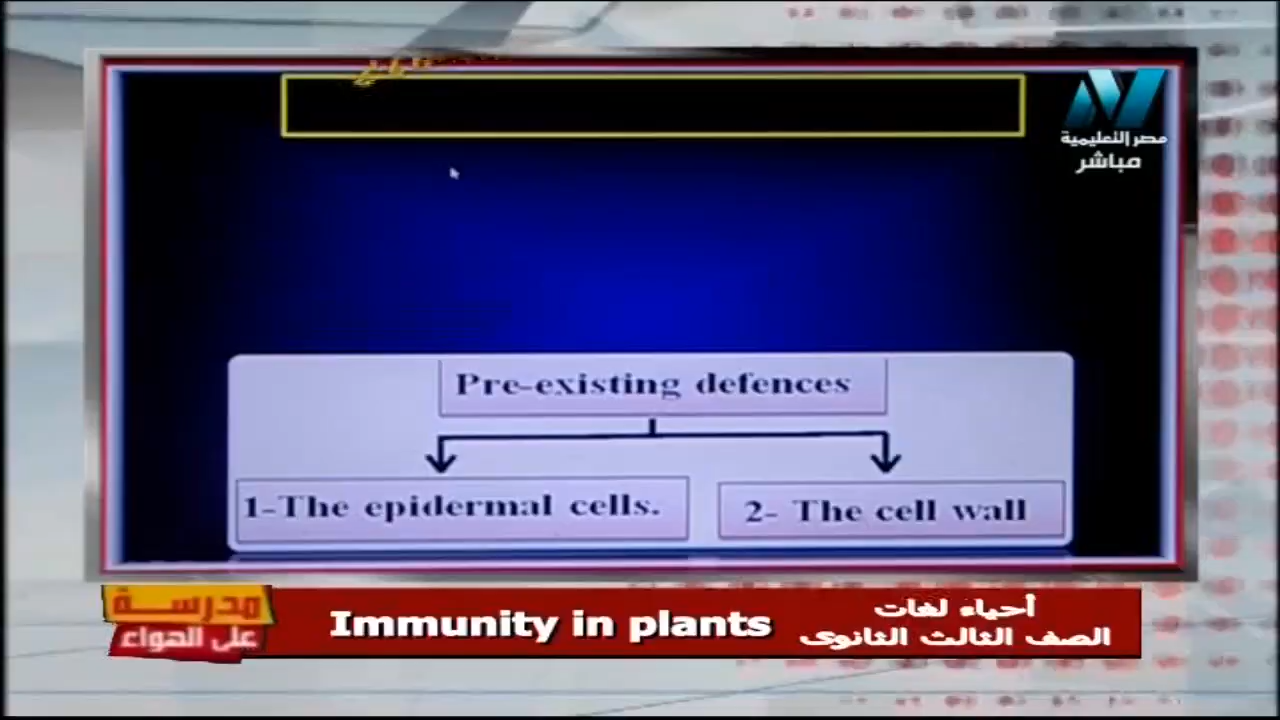 مصر التعليمية
مباشر
Pre-existing defences
1-The epidermal cells.
2- The cell wall
مدرسة
على الهواء
Immunity in plants
أحياء لغات
الصف الثالث الثانوى